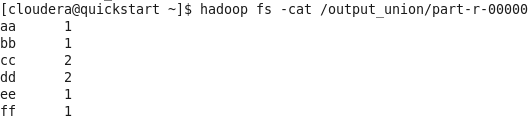 [cloudera@quickstart ~]$ hadoop fs -cat /output_union/part-r-00000
aa      1
bb      1
cc      2
dd      2
ee      1
ff      1